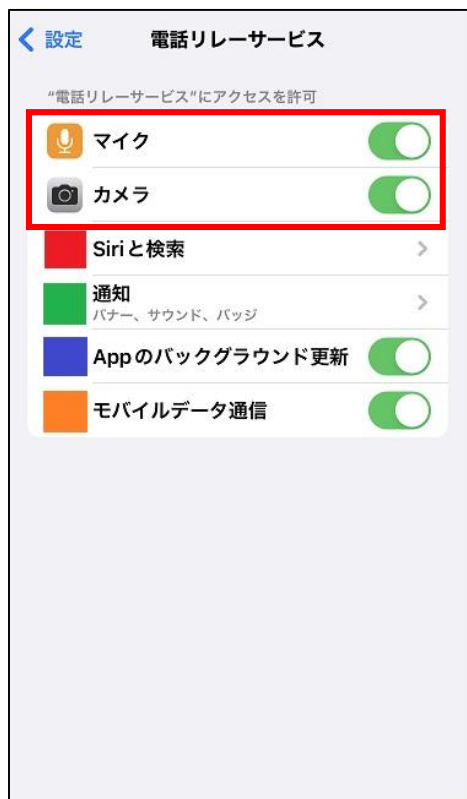 設定
電話リレーサービス
“電話リレーサービス”にアクセスを許可
マイク
カメラ
Siriと検索
通知
バナー、サウンド、バッジ
Appのバックグラウンド更新
モバイルデータ通信